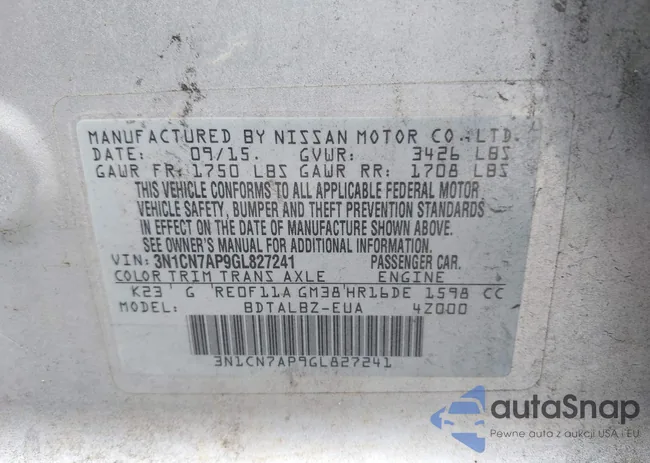 MANUFACTURED BY NISSAN MOTOR CO.,LTD.
DATE: 09/15. GVWR: 3426 LBS
GAWR FR: 1750 LBS GAWR RR: 1708 LBS
THIS VEHICLE CONFORMS TO ALL APPLICABLE FEDERAL MOTOR
VEHICLE SAFETY, BUMPER AND THEFT PREVENTION STANDARDS
IN EFFECT ON THE DATE OF MANUFACTURE SHOWN ABOVE.
SEE OWNER'S MANUAL FOR ADDITIONAL INFORMATION.
VIN: 3N1CN7AP9GL827241 PASSENGER CAR.
COLOR TRIM TRANS AXLE ENGINE
K23 G RE0F11A GM38 HR16DE 1598 CC
MODEL: BDTALBZ-EUA 4Z000
3N1CN7AP9GL827241
autoSnap
Pewne auta z aukcji USA i EU